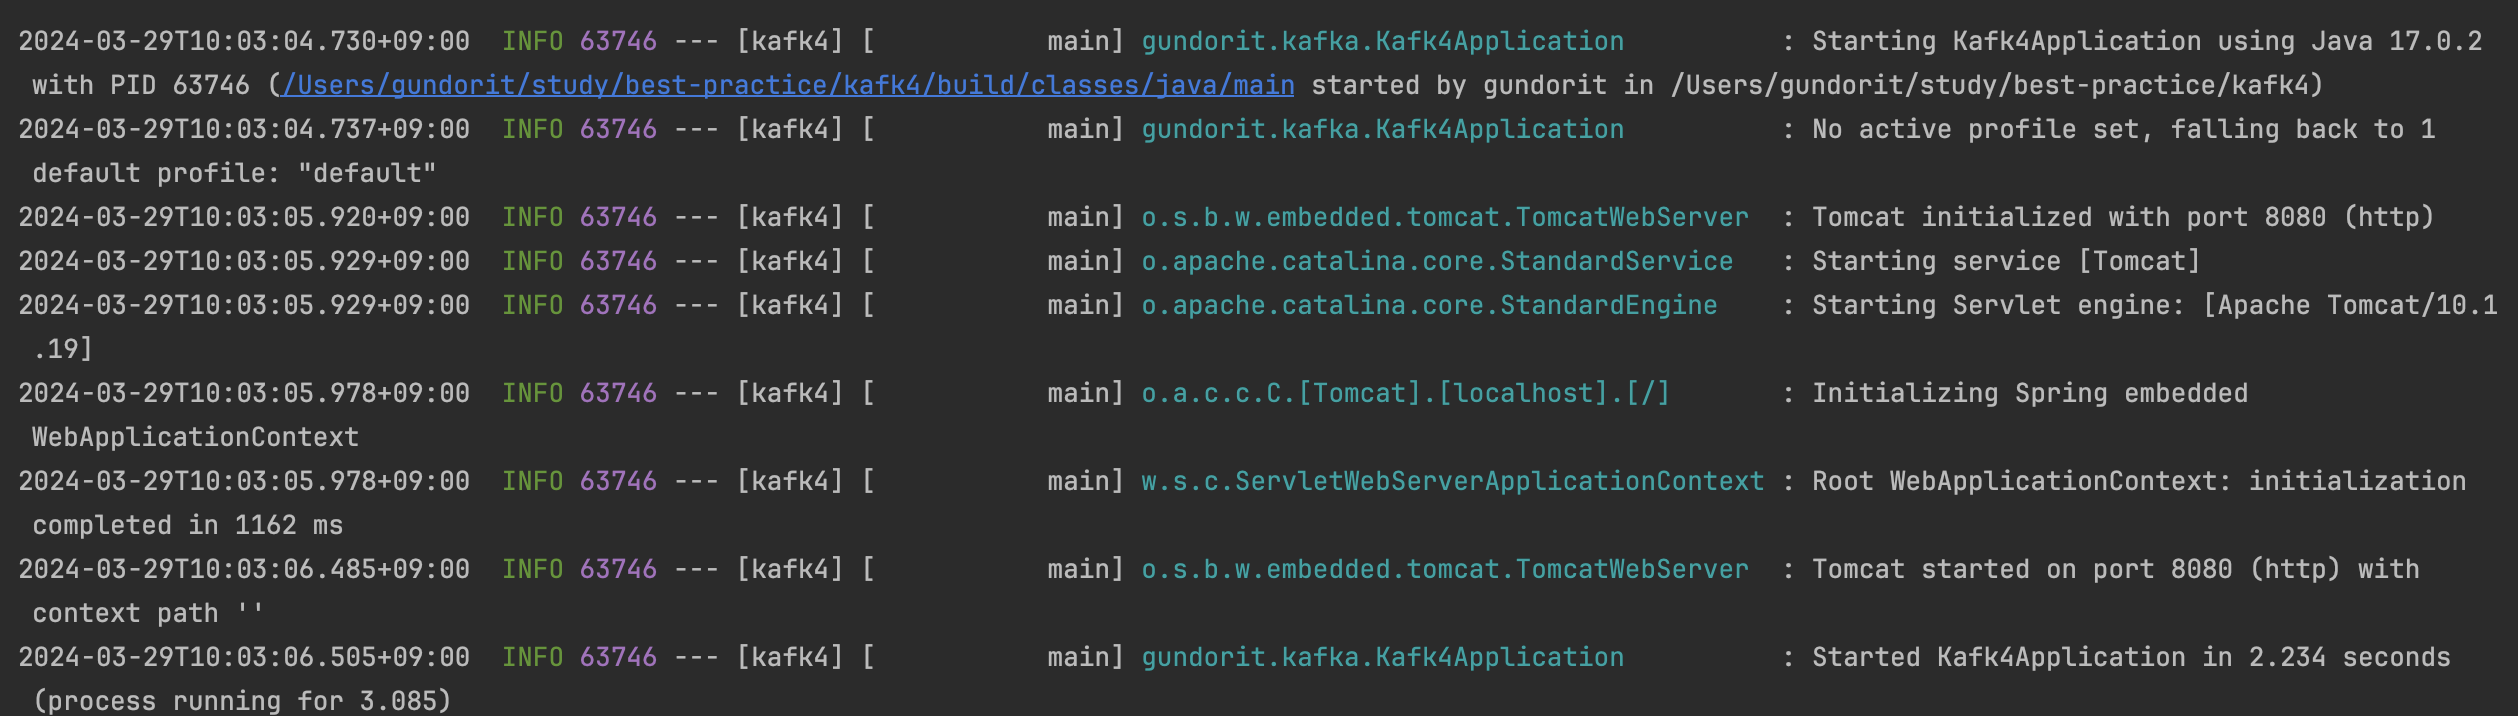 2024-03-29T10:03:04.730+09:00  INFO 63746 --- [kafk4] [           main] gundorit.kafka.Kafk4Application          : Starting Kafk4Application using Java 17.0.2
with PID 63746 (/Users/gundorit/study/best-practice/kafk4/build/classes/java/main started by gundorit in /Users/gundorit/study/best-practice/kafk4)
2024-03-29T10:03:04.737+09:00  INFO 63746 --- [kafk4] [           main] gundorit.kafka.Kafk4Application          : No active profile set, falling back to 1
default profile: "default"
2024-03-29T10:03:05.920+09:00  INFO 63746 --- [kafk4] [           main] o.s.b.w.embedded.tomcat.TomcatWebServer  : Tomcat initialized with port 8080 (http)
2024-03-29T10:03:05.929+09:00  INFO 63746 --- [kafk4] [           main] o.apache.catalina.core.StandardService   : Starting service [Tomcat]
2024-03-29T10:03:05.929+09:00  INFO 63746 --- [kafk4] [           main] o.apache.catalina.core.StandardEngine    : Starting Servlet engine: [Apache Tomcat/10.1
.19]
2024-03-29T10:03:05.978+09:00  INFO 63746 --- [kafk4] [           main] o.a.c.c.C.[Tomcat].[localhost].[/]       : Initializing Spring embedded
WebApplicationContext
2024-03-29T10:03:05.978+09:00  INFO 63746 --- [kafk4] [           main] w.s.c.ServletWebServerApplicationContext : Root WebApplicationContext: initialization
completed in 1162 ms
2024-03-29T10:03:06.485+09:00  INFO 63746 --- [kafk4] [           main] o.s.b.w.embedded.tomcat.TomcatWebServer  : Tomcat started on port 8080 (http) with
context path ''
2024-03-29T10:03:06.505+09:00  INFO 63746 --- [kafk4] [           main] gundorit.kafka.Kafk4Application          : Started Kafk4Application in 2.234 seconds
(process running for 3.085)